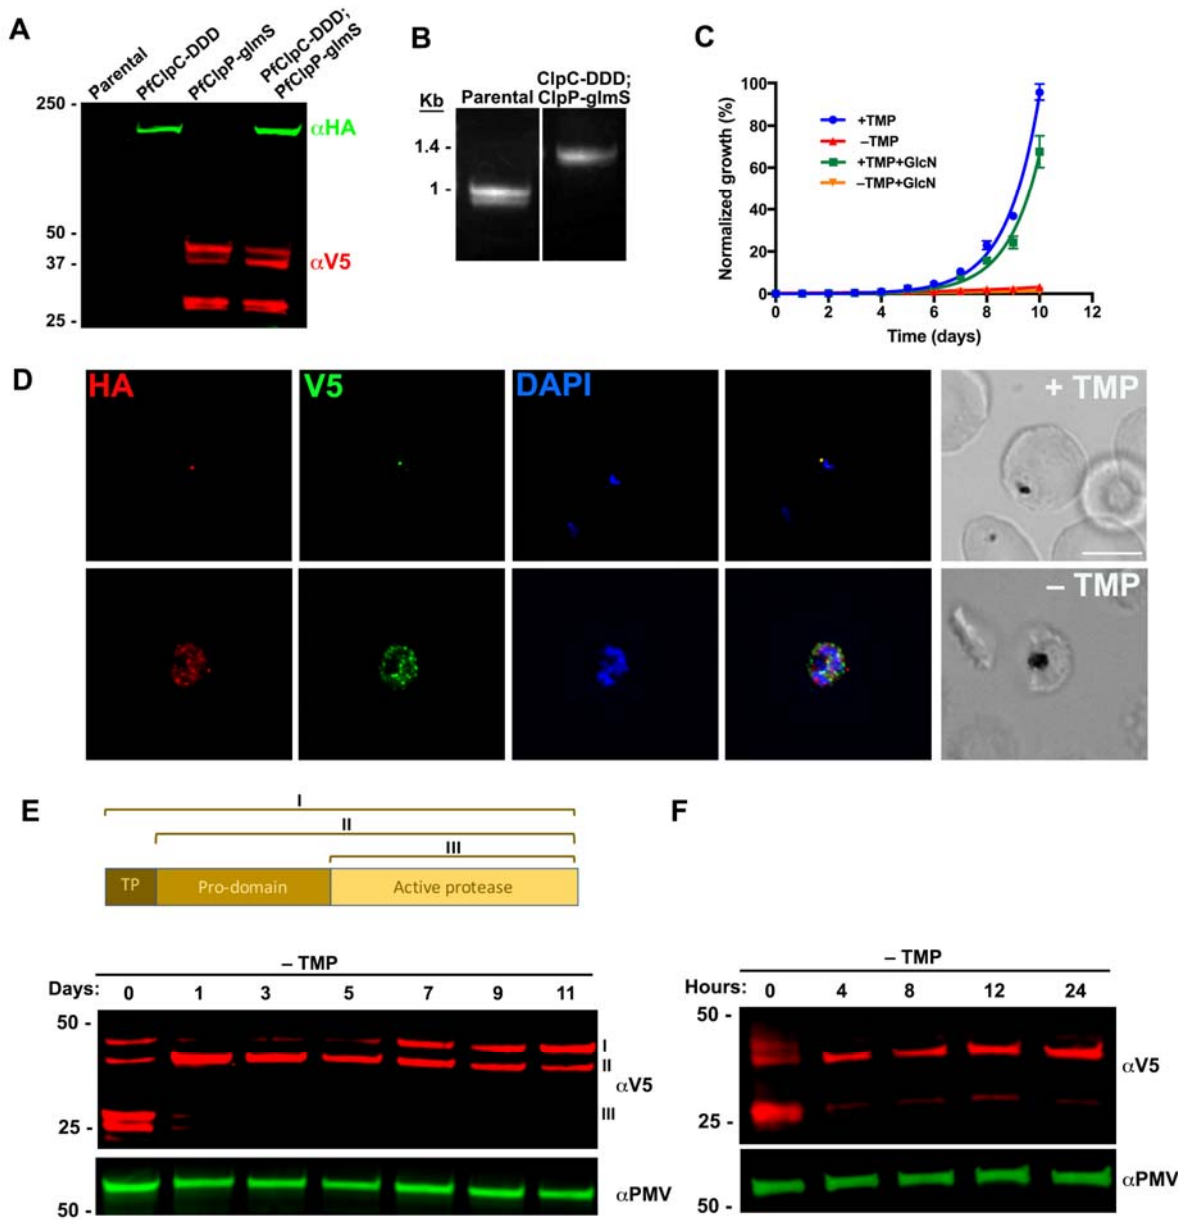 A
Parental
PfClpC-DDD
PfClpP-glmS
PfClpC-DDD;
PfClpP-glmS
250 -
αHA
50 -
37 -
αV5
25 -
B
Kb
Parental
ClpC-DDD;
ClpP-glmS
1.4 -
1 -
C
Normalized growth (%)
100
80
60
40
20
0
+TMP
–TMP
+TMP+GlcN
–TMP+GlcN
0 2 4 6 8 10 12
Time (days)
D
HA
V5
DAPI
+ TMP
– TMP
E
I
II
III
TP
Pro-domain
Active protease
– TMP
Days: 0 1 3 5 7 9 11
50 -
I
II
αV5
III
25 -
αPMV
50 -
F
– TMP
Hours: 0 4 8 12 24
50 -
αV5
25 -
αPMV
50 -